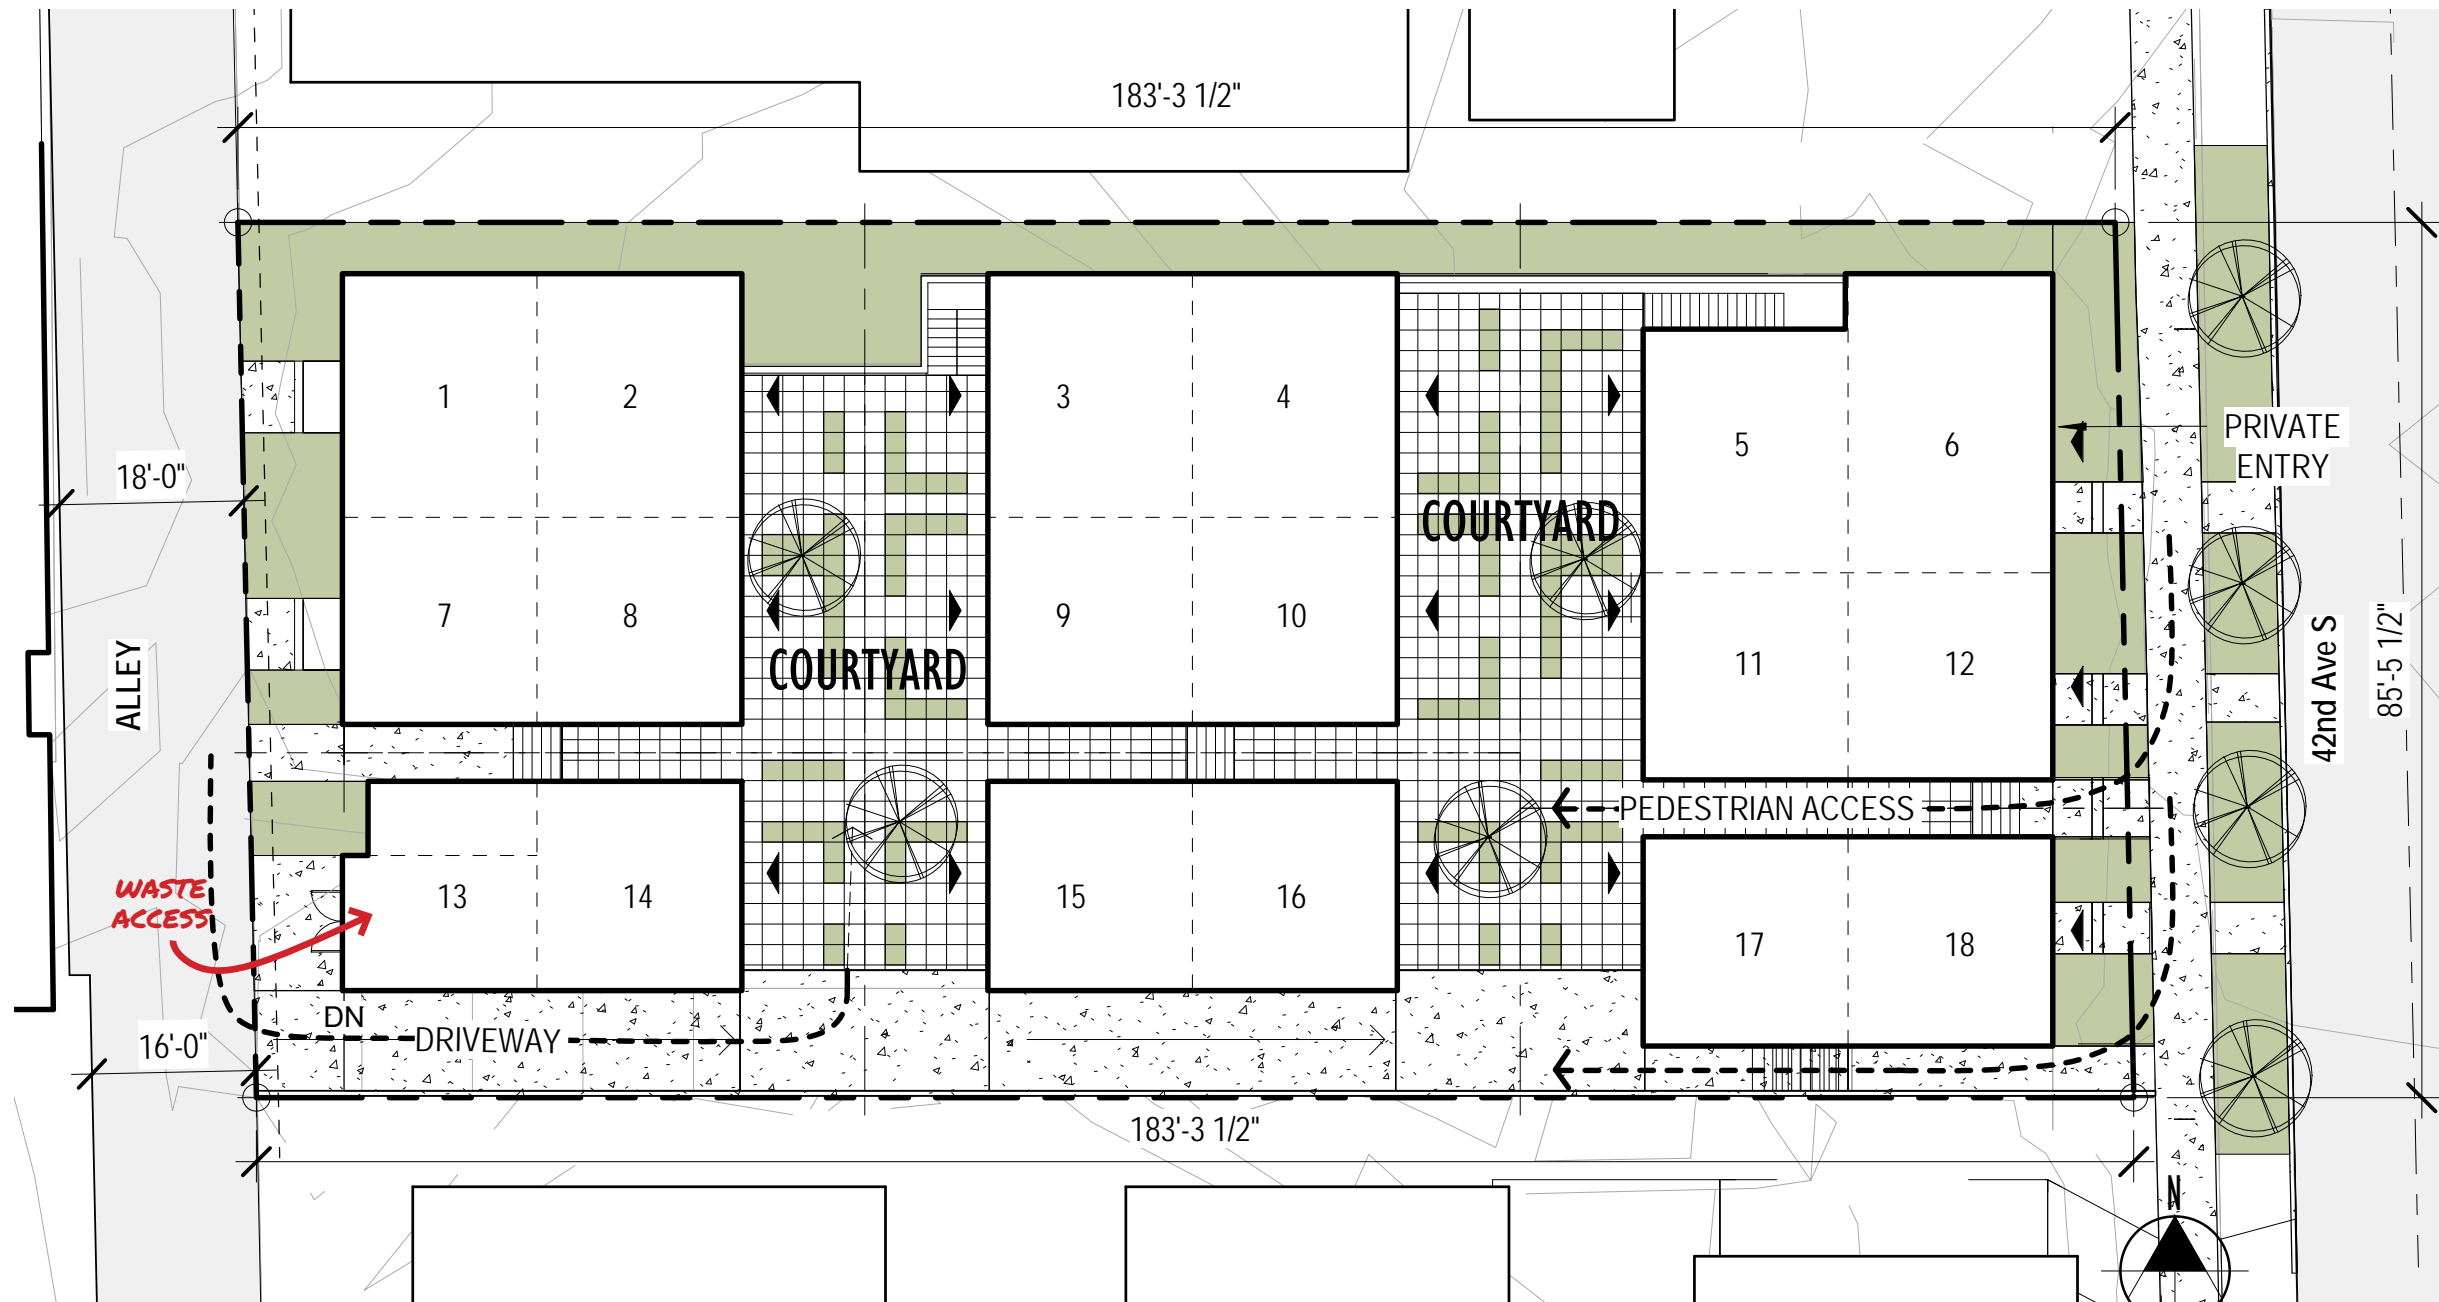 183'-3 1/2"
1
2
3
4
5
6
PRIVATE
ENTRY
18'-0"
COURTYARD
7
8
9
10
11
12
COURTYARD
ALLEY
42nd Ave S
85'-5 1/2"
PEDESTRIAN ACCESS
WASTE
ACCESS
13
14
15
16
17
18
DN
DRIVEWAY
16'-0"
183'-3 1/2"
N